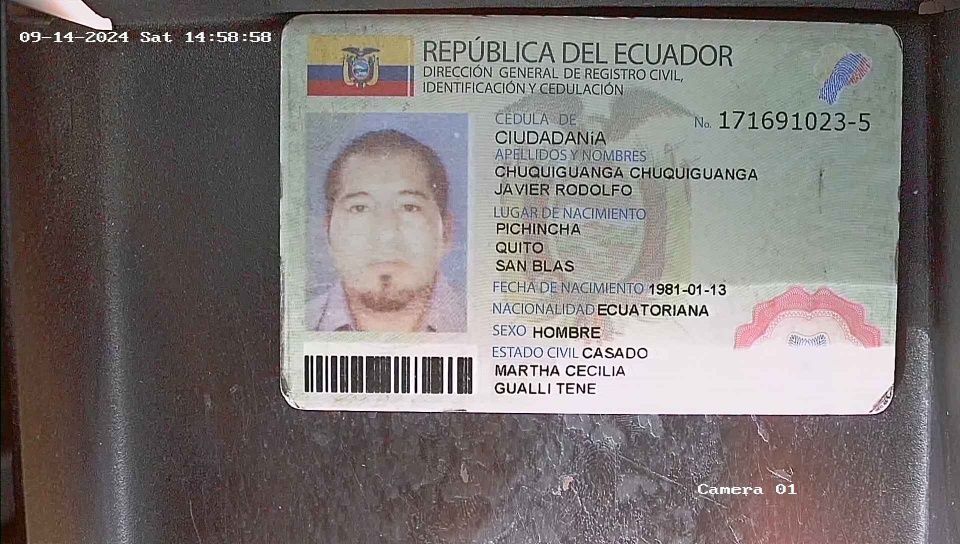 09-14-2024 Sat 14:58:58
REPÚBLICA DEL ECUADOR
DIRECCIÓN GENERAL DE REGISTRO CIVIL,
IDENTIFICACIÓN Y CEDULACIÓN
CÉDULA DE
No. 171691023-5
CIUDADANíA
APELLIDOS Y NOMBRES
CHUQUIGUANGA CHUQUIGUANGA
JAVIER RODOLFO
LUGAR DE NACIMIENTO
PICHINCHA
QUITO
SAN BLAS
FECHA DE NACIMIENTO 1981-01-13
NACIONALIDAD ECUATORIANA
SEXO HOMBRE
ESTADO CIVIL CASADO
MARTHA CECILIA
GUALLI TENE
Camera 01